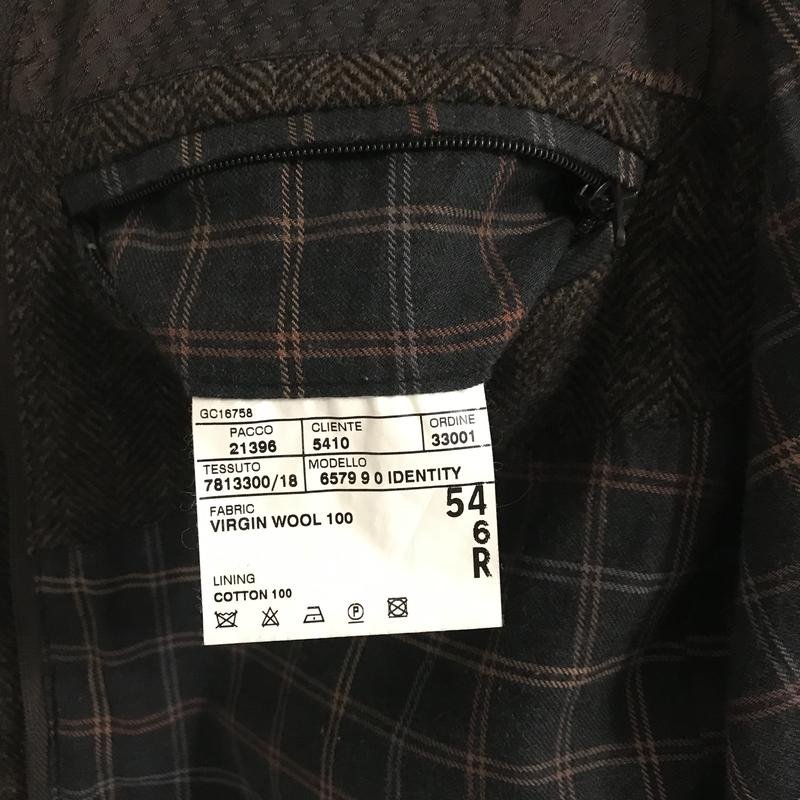 GC16758
PACCO CLIENTE ORDINE
21396 5410 33001
TESSUTO MODELLO
7813300/18 6579 9 0 IDENTITY
FABRIC
VIRGIN WOOL 100
54
6
R
LINING
COTTON 100
P